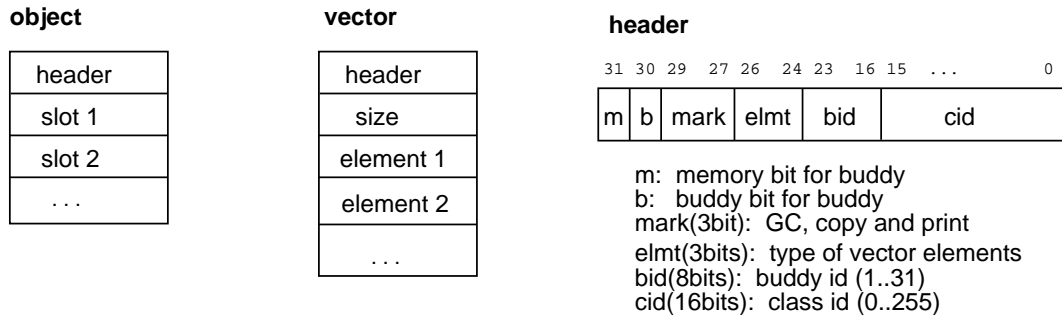 object
header
slot 1
slot 2
. . .
vector
header
size
element 1
element 2
. . .
header
31 30 29 27 26 24 23 16 15 ... 0
m b mark elmt bid cid
m: memory bit for buddy
b: buddy bit for buddy
mark(3bit): GC, copy and print
elmt(3bits): type of vector elements
bid(8bits): buddy id (1..31)
cid(16bits): class id (0..255)